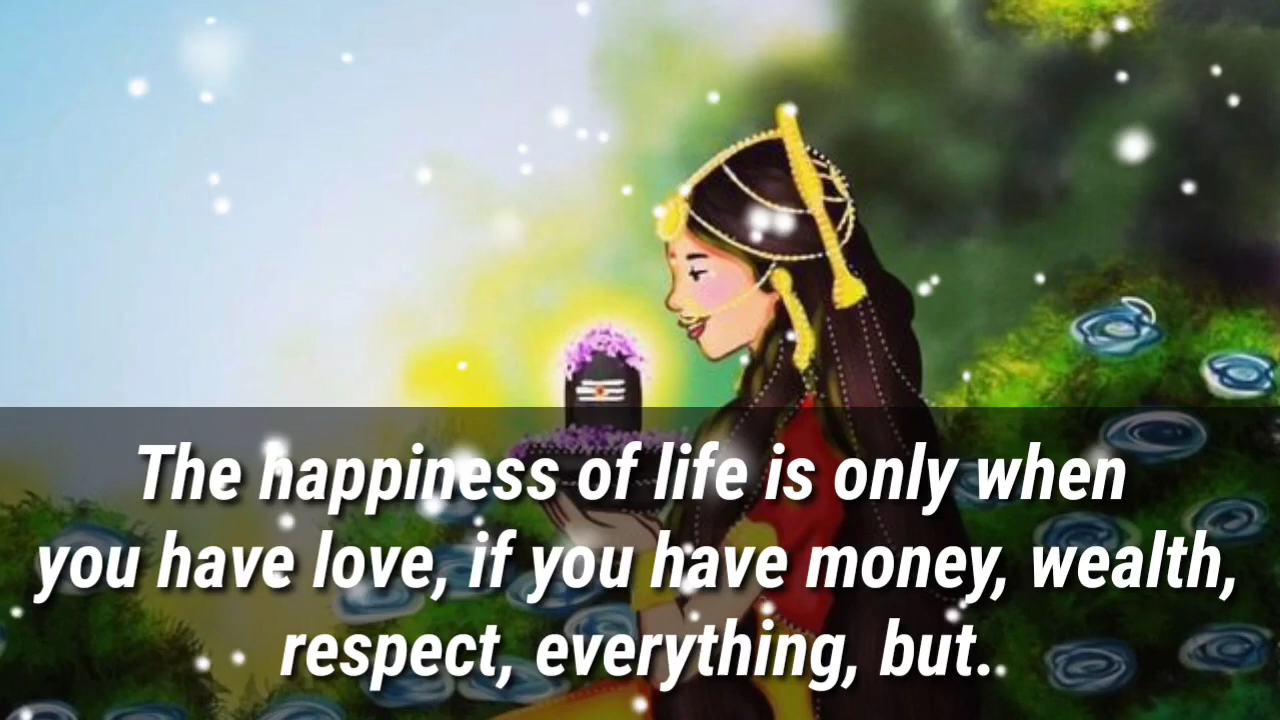 The happiness of life is only when
you have love, if you have money, wealth,
respect, everything, but..